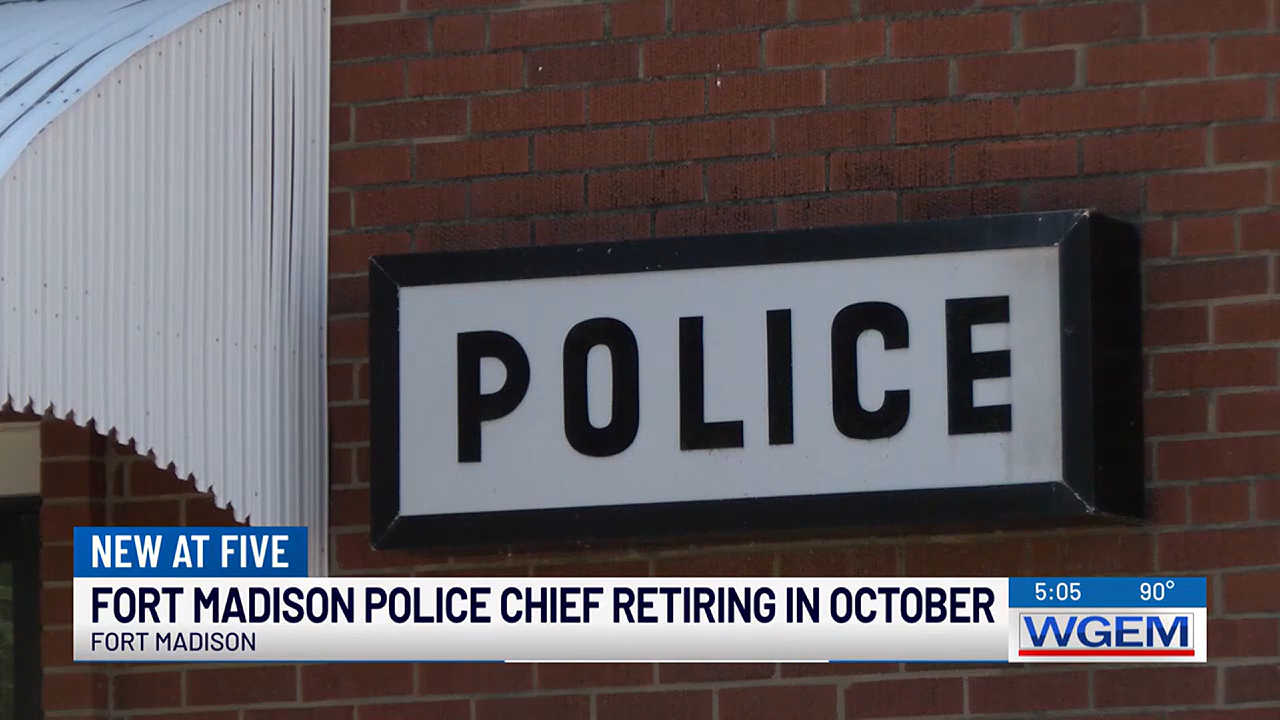 POLICE
NEW AT FIVE
FORT MADISON POLICE CHIEF RETIRING IN OCTOBER
FORT MADISON
5:05 90°
WGEM